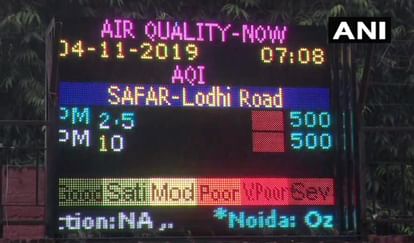 ANI
AIR QUALITY-NOW
04-11-2019 07:08
AQI
SAFAR-Lodhi Road
PM 2.5 500
PM 10 500
Good Sati Mod Poor V.Poor Sev
ction:NA,. *Noida: Oz